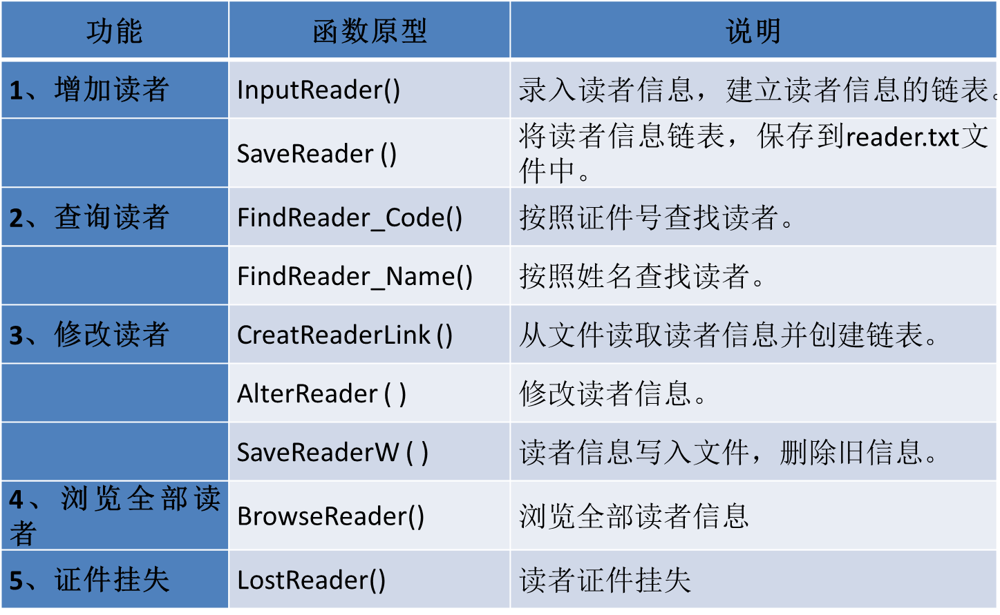 功能 函数原型 说明
1、增加读者 InputReader() 录入读者信息，建立读者信息的链表。
SaveReader () 将读者信息链表，保存到reader.txt文
件中。
2、查询读者 FindReader_Code() 按照证件号查找读者。
FindReader_Name() 按照姓名查找读者。
3、修改读者 CreatReaderLink () 从文件读取读者信息并创建链表。
AlterReader ( ) 修改读者信息。
SaveReaderW ( ) 读者信息写入文件，删除旧信息。
4、浏览全部读
者 BrowseReader() 浏览全部读者信息
5、证件挂失 LostReader() 读者证件挂失